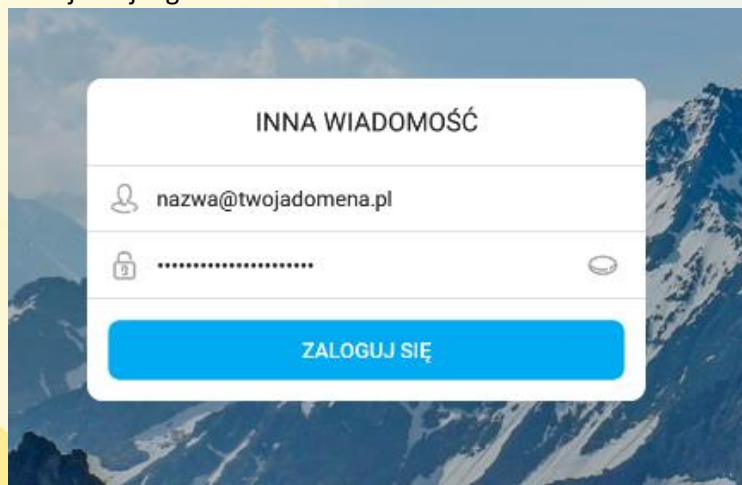 INNA WIADOMOŚĆ
nazwa@twojadomena.pl
••••••••••••••••••••••
ZALOGUJ SIĘ